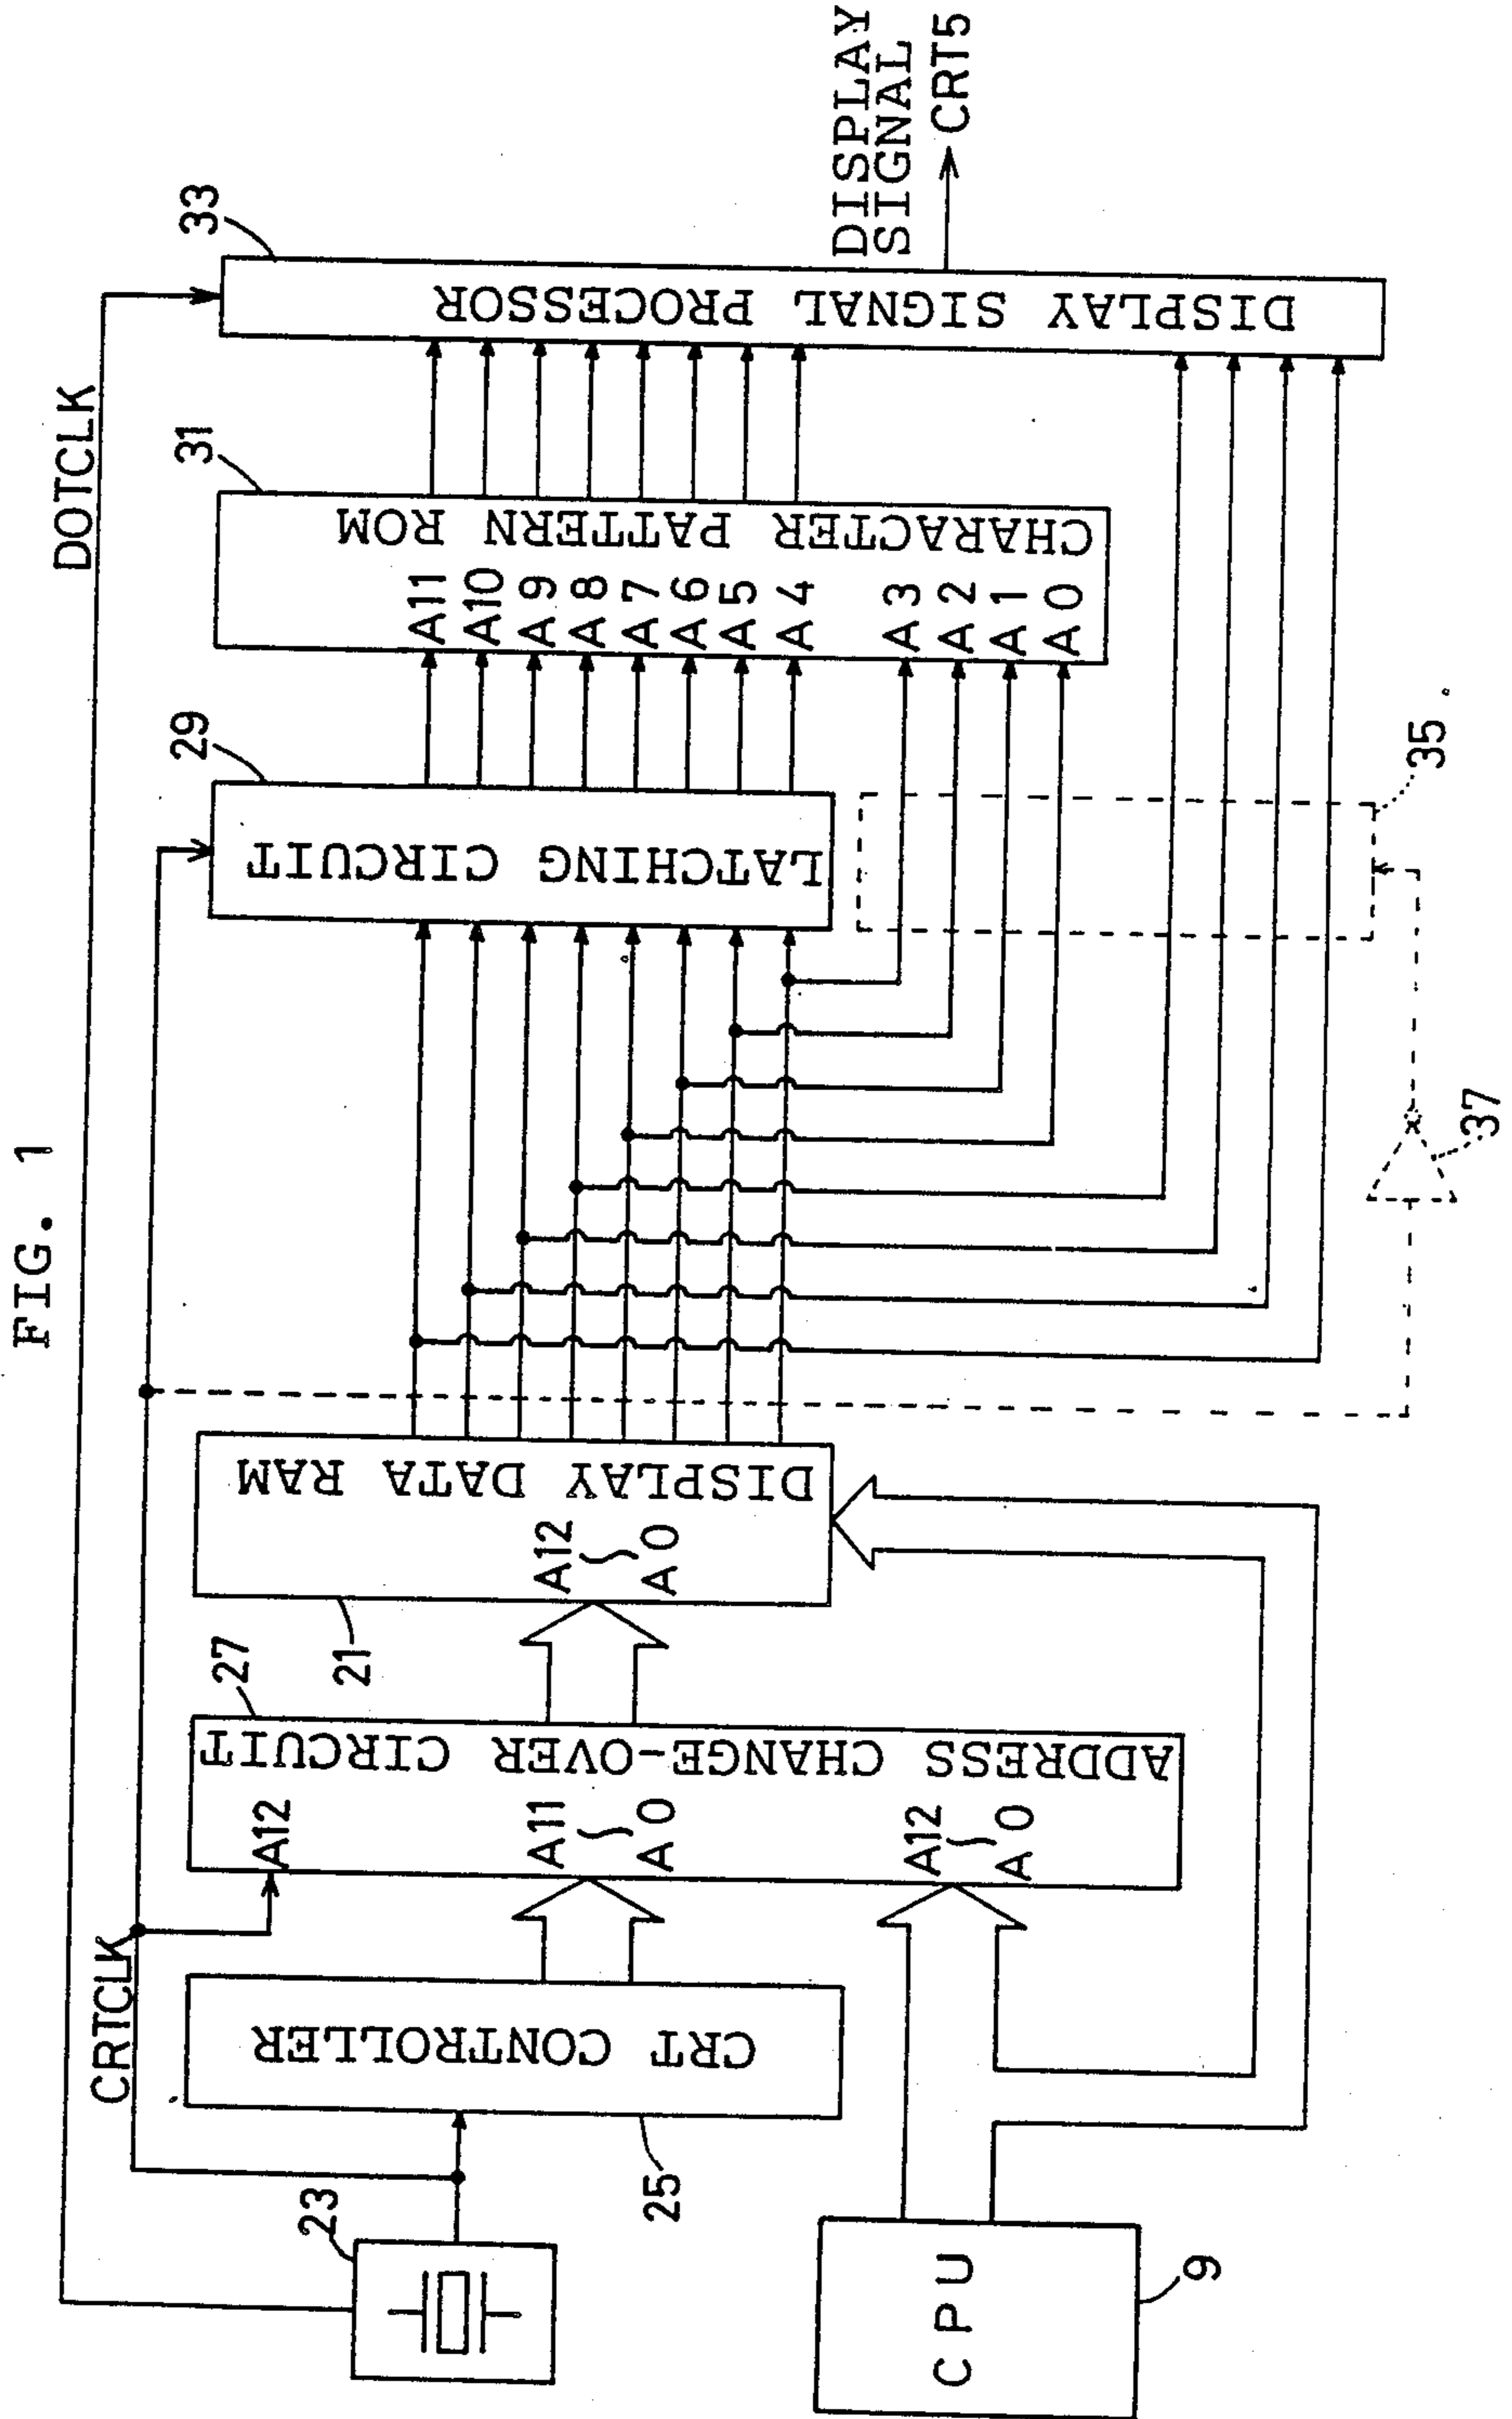 FIG. 1
DOTCLK
CRTCLK
23
CRT CONTROLLER
25
CPU
9
ADDRESS CHANGE-OVER CIRCUIT
27
A12
A11
A0
A12
A0
DISPLAY DATA RAM
21
A12
A0
LATCHING CIRCUIT
29
CHARACTER PATTERN ROM
31
A11
A10
A9
A8
A7
A6
A5
A4
A3
A2
A1
A0
DISPLAY SIGNAL PROCESSOR
33
DISPLAY
SIGNAL
CRT5
35
37